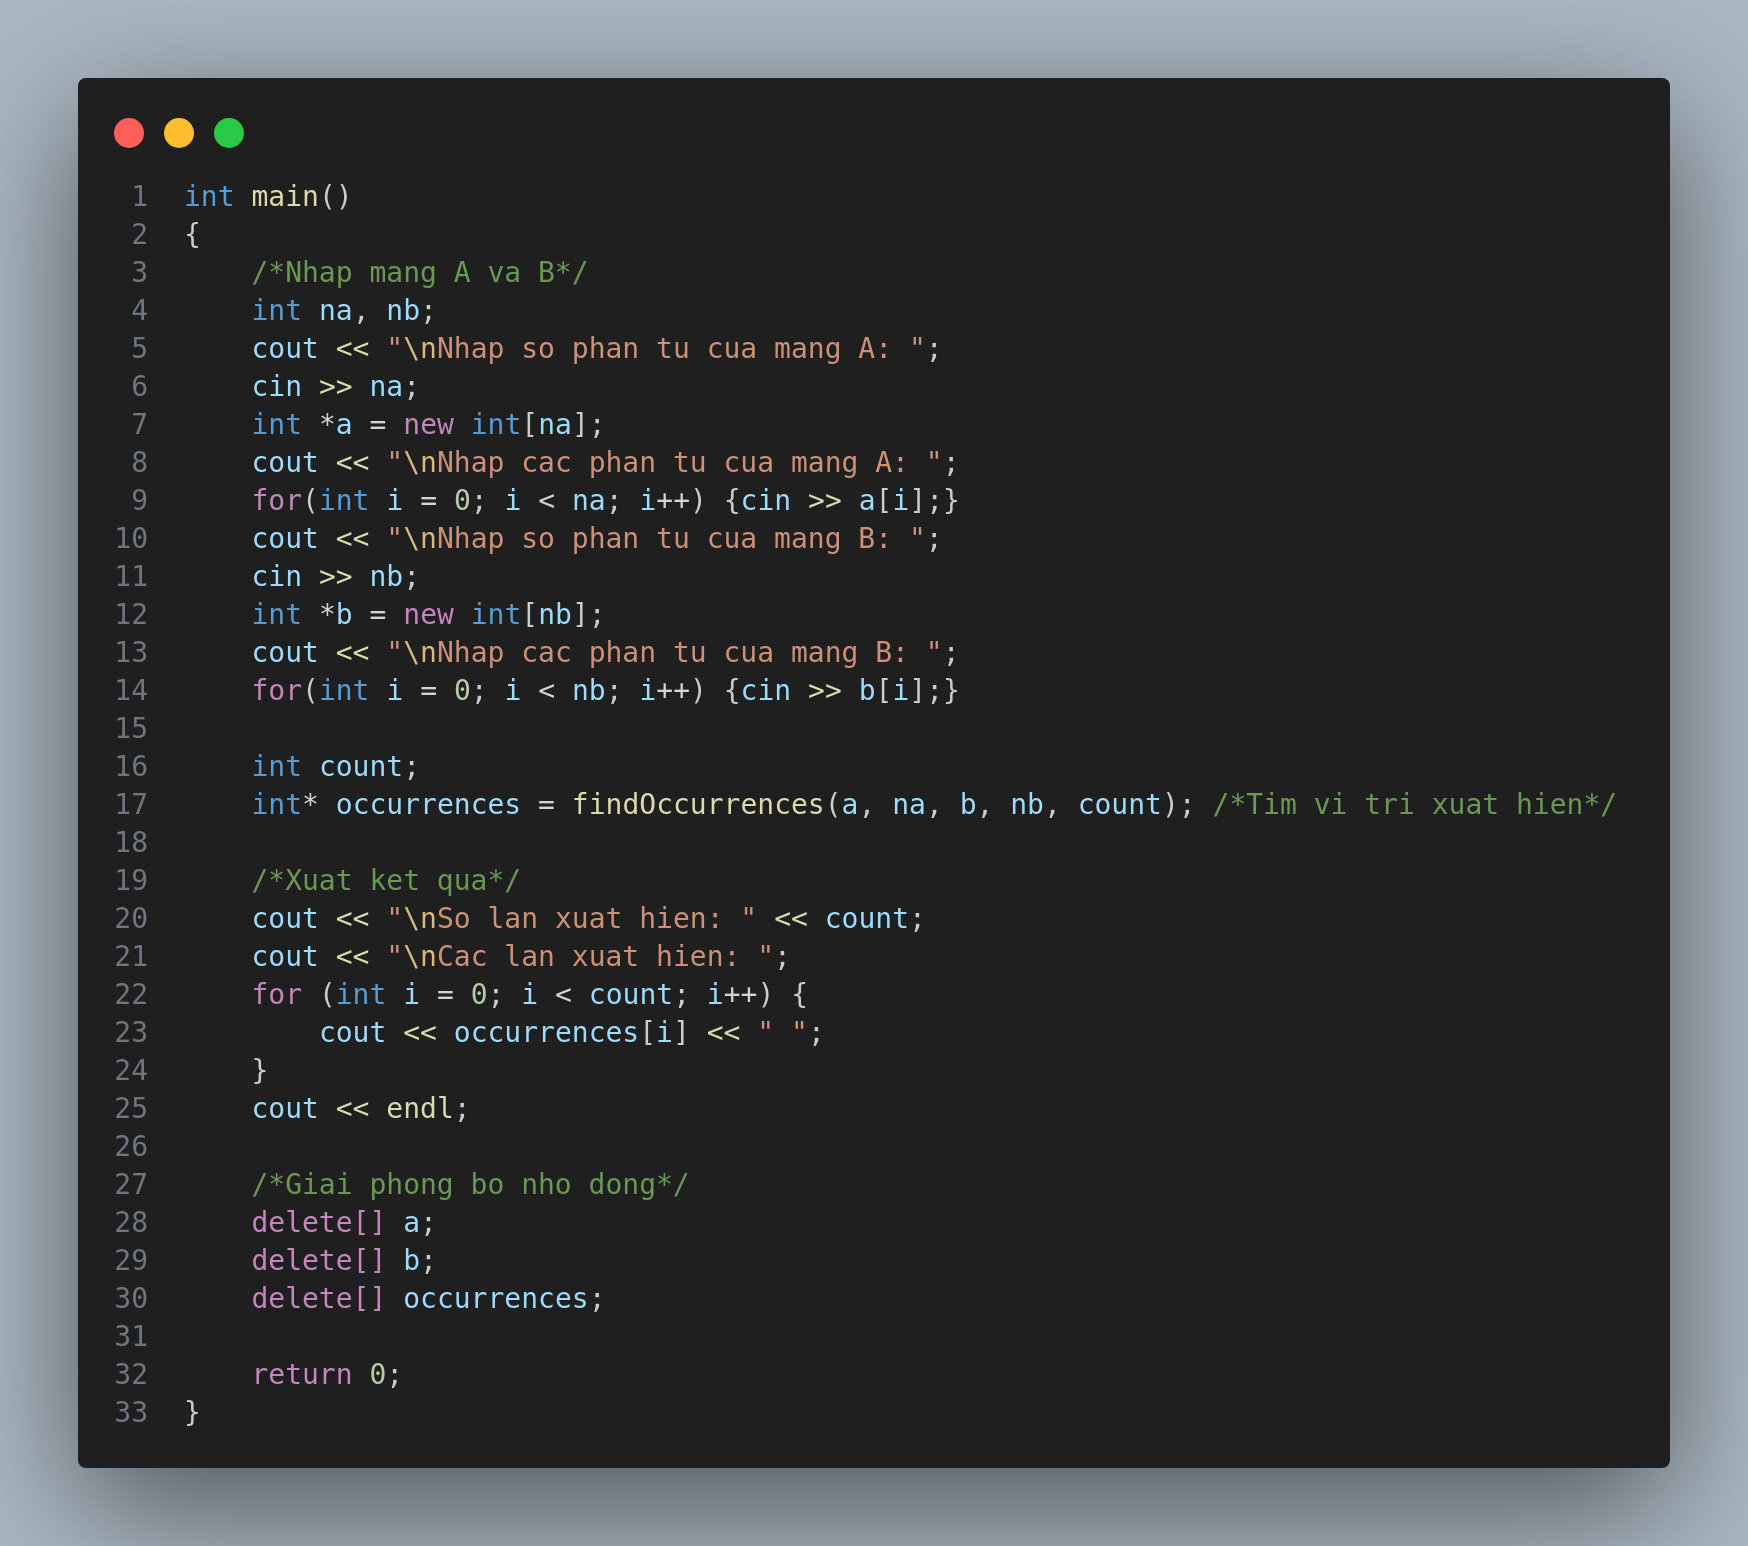 1 int main()
2 {
3     /*Nhap mang A va B*/
4     int na, nb;
5     cout << "\nNhap so phan tu cua mang A: ";
6     cin >> na;
7     int *a = new int[na];
8     cout << "\nNhap cac phan tu cua mang A: ";
9     for(int i = 0; i < na; i++) {cin >> a[i];}
10     cout << "\nNhap so phan tu cua mang B: ";
11     cin >> nb;
12     int *b = new int[nb];
13     cout << "\nNhap cac phan tu cua mang B: ";
14     for(int i = 0; i < nb; i++) {cin >> b[i];}
15
16     int count;
17     int* occurrences = findOccurrences(a, na, b, nb, count); /*Tim vi tri xuat hien*/
18
19     /*Xuat ket qua*/
20     cout << "\nSo lan xuat hien: " << count;
21     cout << "\nCac lan xuat hien: ";
22     for (int i = 0; i < count; i++) {
23         cout << occurrences[i] << " ";
24     }
25     cout << endl;
26
27     /*Giai phong bo nho dong*/
28     delete[] a;
29     delete[] b;
30     delete[] occurrences;
31
32     return 0;
33 }